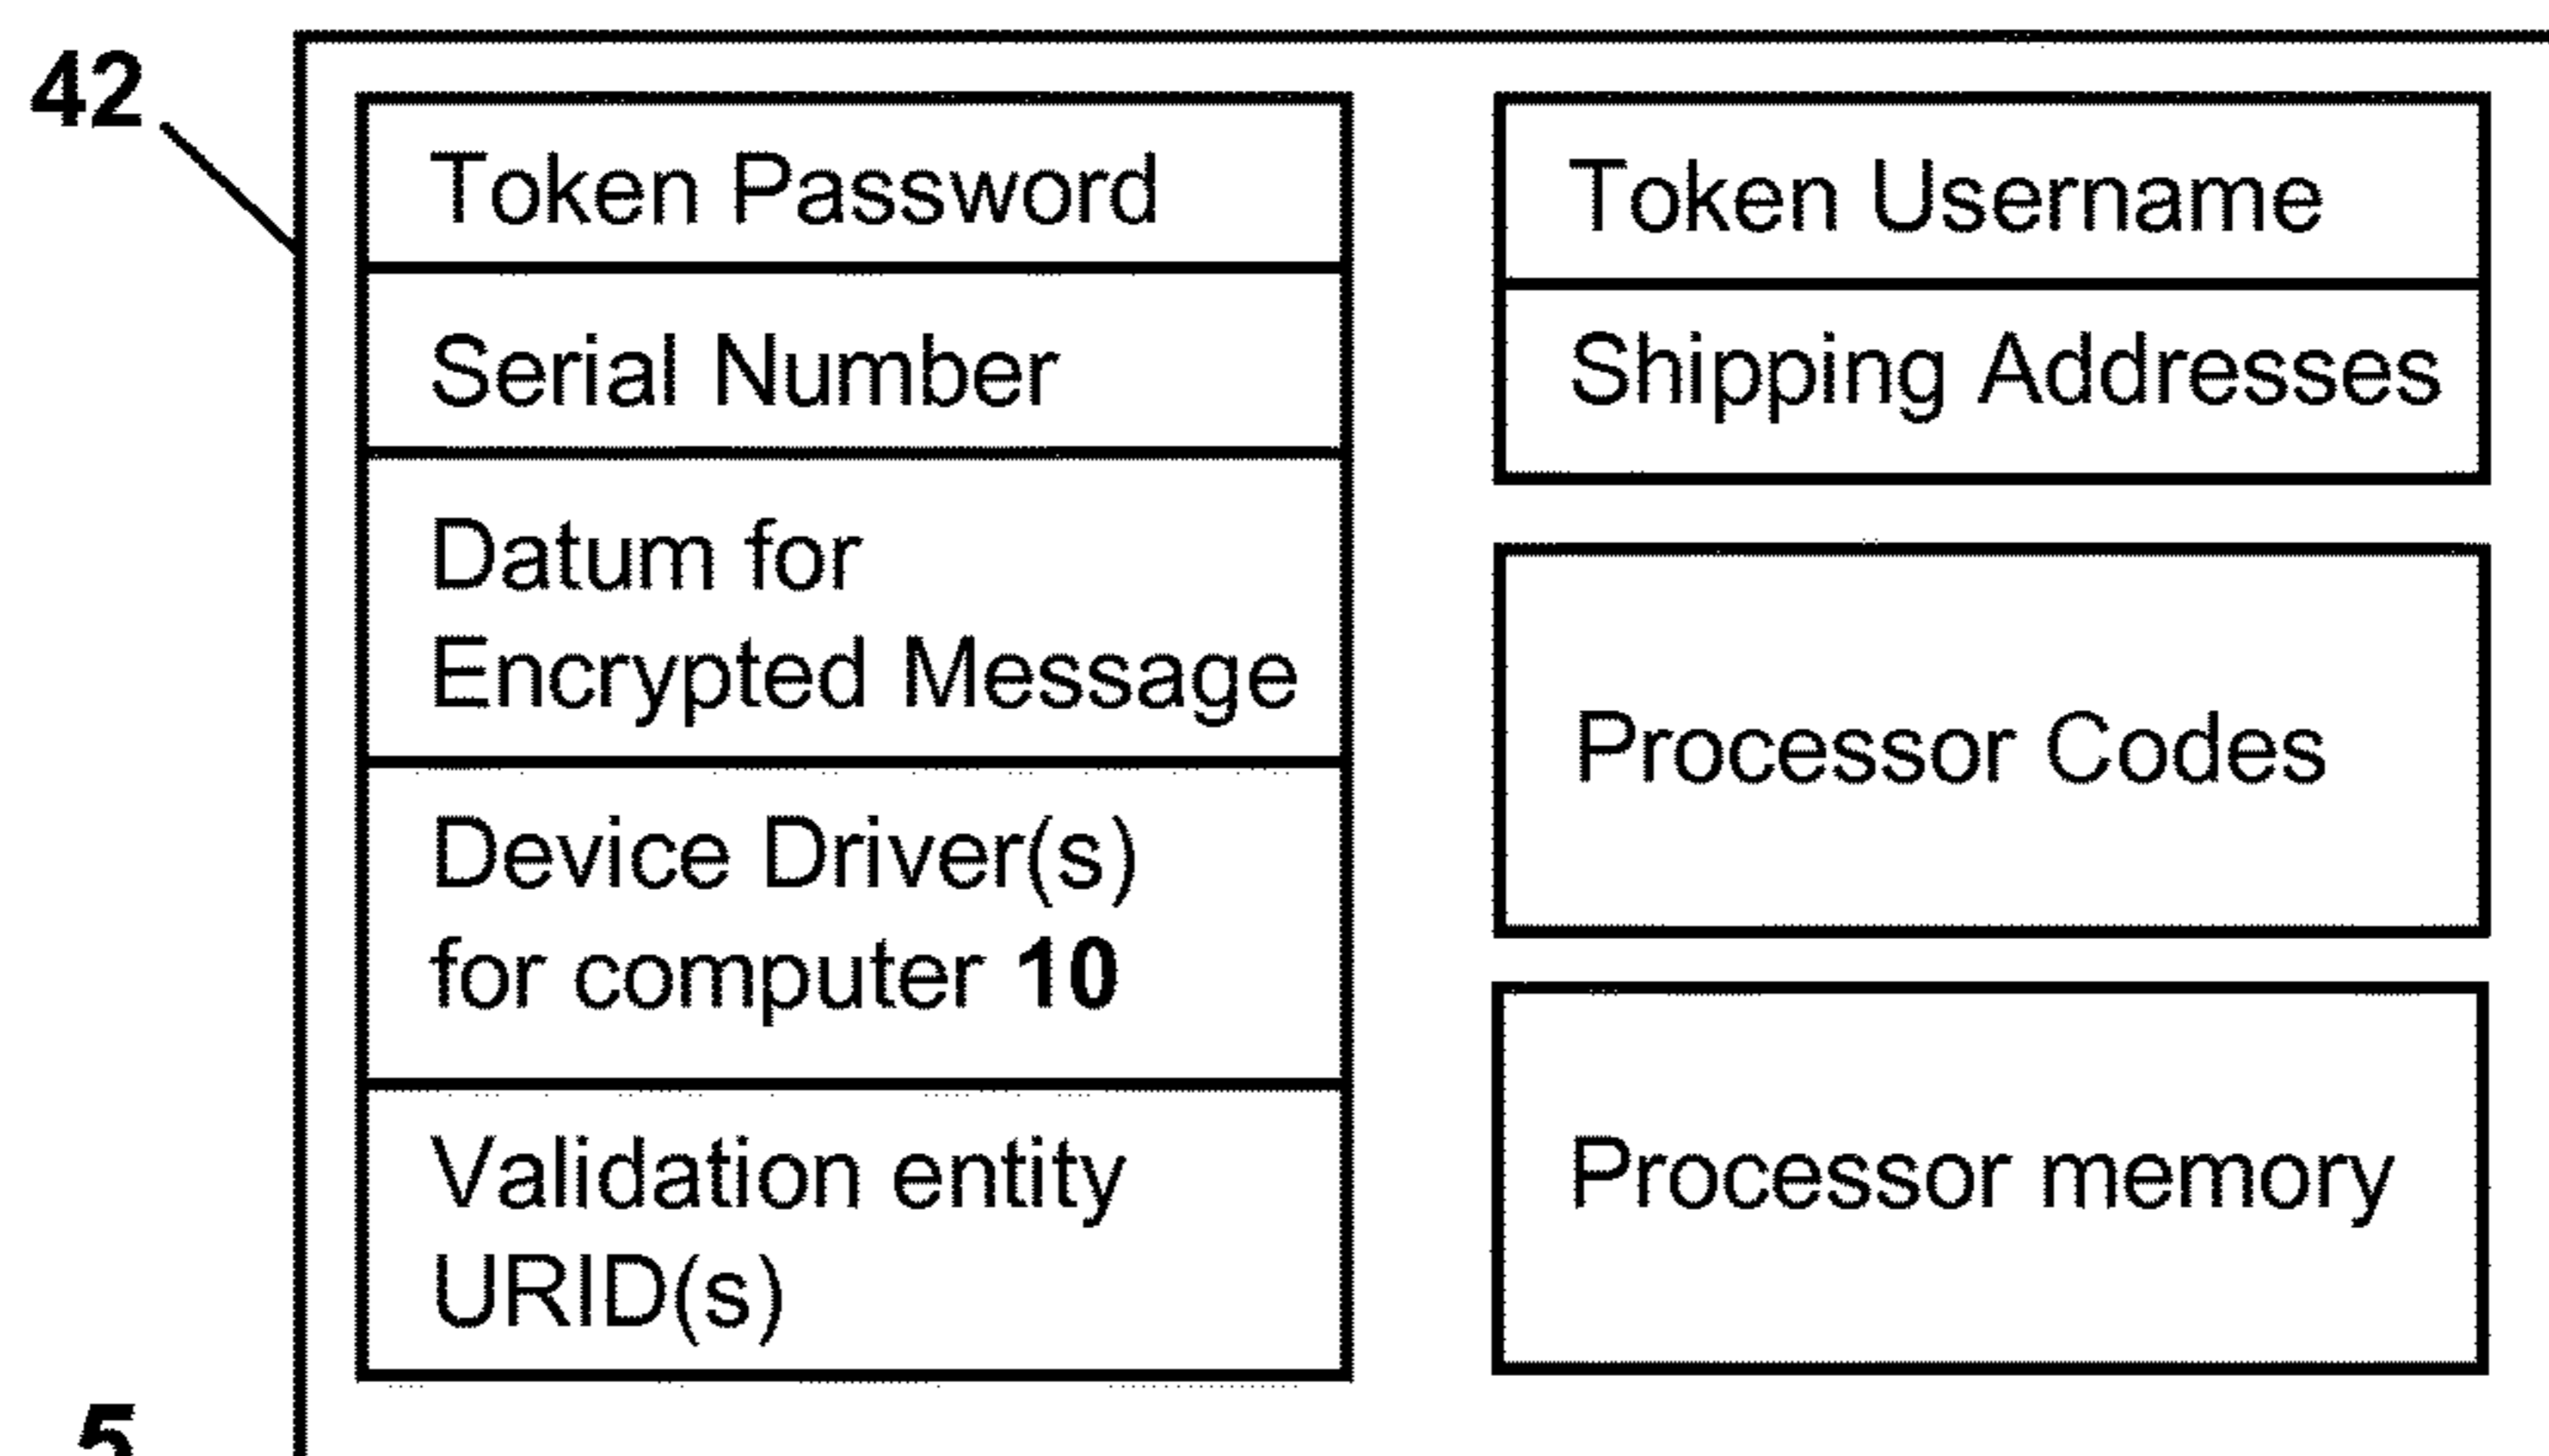 42
Token Password
Serial Number
Datum for
Encrypted Message
Device Driver(s)
for computer 10
Validation entity
URID(s)
Token Username
Shipping Addresses
Processor Codes
Processor memory
5